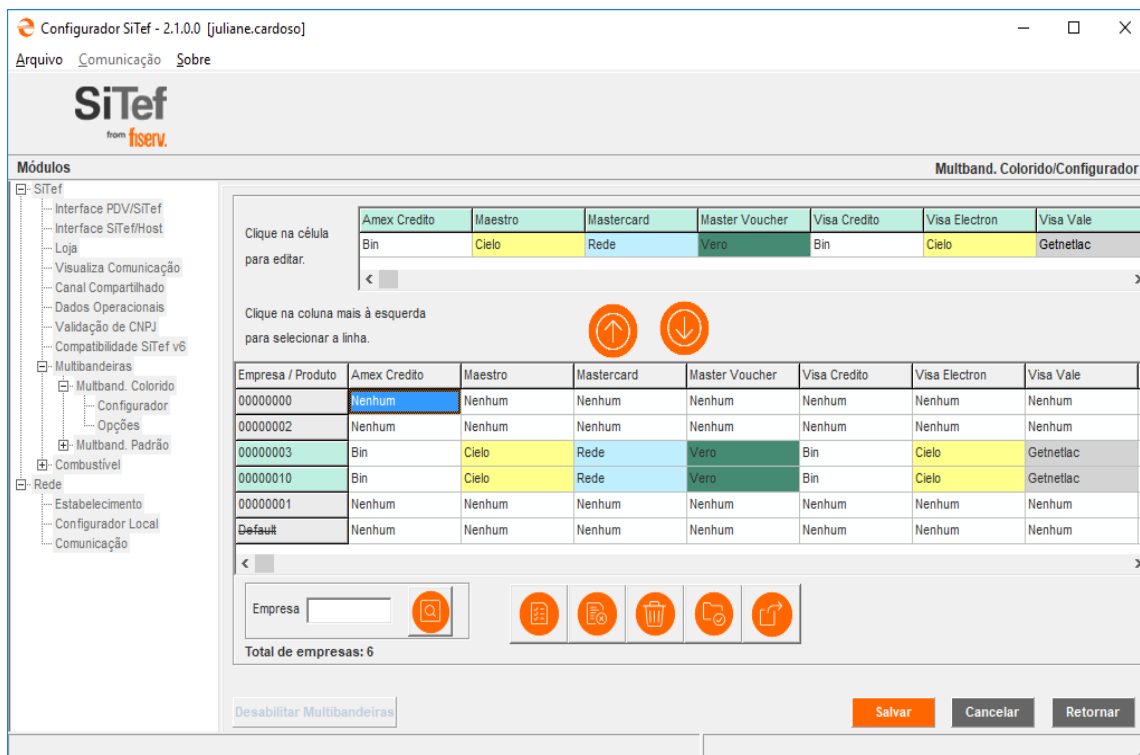 Configurador SiTef - 2.1.0.0 [juliane.cardoso]
Arquivo Comunicação Sobre
SiTef
from fiserv.
Módulos Multband. Colorido/Configurador
SiTef
Interface PDV/SiTef
Interface SiTef/Host
Loja
Visualiza Comunicação
Canal Compartilhado
Dados Operacionais
Validação de CNPJ
Compatibilidade SiTef v6
Multibandeiras
Multband. Colorido
Configurador
Opções
Multband. Padrão
Combustível
Rede
Estabelecimento
Configurador Local
Comunicação
Clique na célula
para editar.
Amex Credito Maestro Mastercard Master Voucher Visa Credito Visa Electron Visa Vale
Bin Cielo Rede Vero Bin Cielo Getnetlac
Clique na coluna mais à esquerda
para selecionar a linha.
Empresa / Produto Amex Credito Maestro Mastercard Master Voucher Visa Credito Visa Electron Visa Vale
00000000 Nenhum Nenhum Nenhum Nenhum Nenhum Nenhum Nenhum
00000002 Nenhum Nenhum Nenhum Nenhum Nenhum Nenhum Nenhum
00000003 Bin Cielo Rede Vero Bin Cielo Getnetlac
00000010 Bin Cielo Rede Vero Bin Cielo Getnetlac
00000001 Nenhum Nenhum Nenhum Nenhum Nenhum Nenhum Nenhum
Default Nenhum Nenhum Nenhum Nenhum Nenhum Nenhum Nenhum
Empresa
Total de empresas: 6
Desabilitar Multibandeiras Salvar Cancelar Retornar